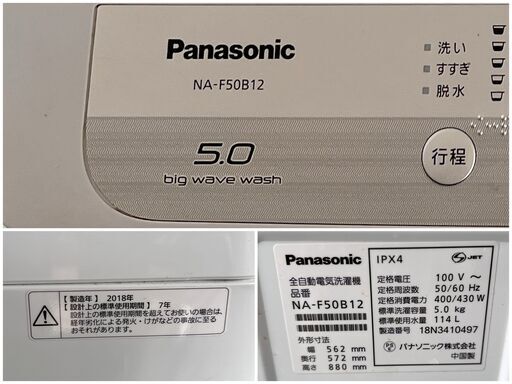 Panasonic
NA-F50B12
洗い
すすぎ
脱水
行程
5.0
big wave wash
【製造年】2018年
【設計上の標準使用期間】7年
設計上の標準使用期間を超えてお使いの場合は、
経年劣化による発火・けがなどの事故に至る
おそれがあります。
Panasonic
全自動電気洗濯機
品番
NA-F50B12
外形寸法
幅 562 mm
奥行 572 mm
高さ 880 mm
IPX4
JET
定格電圧 100 V ～
定格周波数 50/60 Hz
定格消費電力 400/430 W
標準洗濯容量 5.0 kg
標準使用水量 114 L
製造番号 18N3410497
パナソニック株式会社
中国製